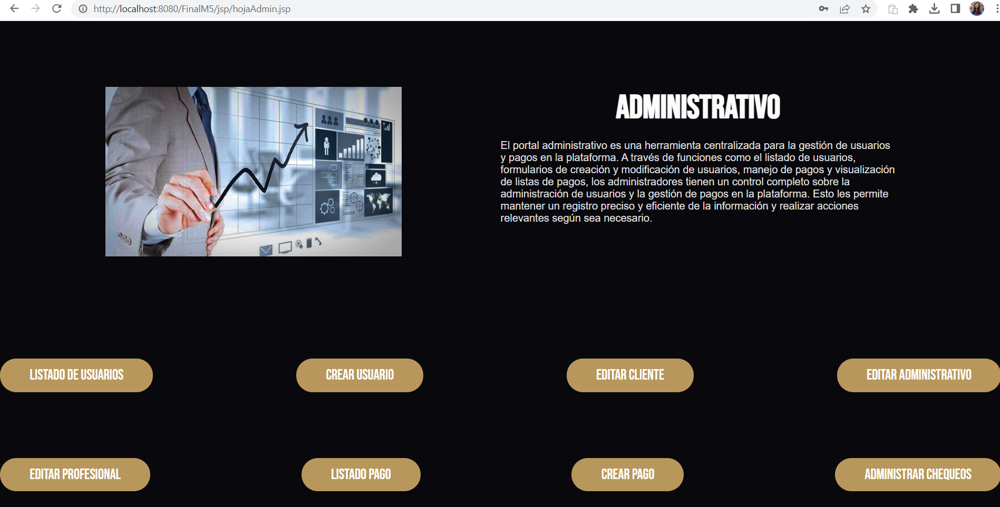 http://localhost:8080/FinalM5/jsp/hojaAdmin.jsp
ADMINISTRATIVO
El portal administrativo es una herramienta centralizada para la gestión de usuarios
y pagos en la plataforma. A través de funciones como el listado de usuarios,
formularios de creación y modificación de usuarios, manejo de pagos y visualización
de listas de pagos, los administradores tienen un control completo sobre la
administración de usuarios y la gestión de pagos en la plataforma. Esto les permite
mantener un registro preciso y eficiente de la información y realizar acciones
relevantes según sea necesario.
Solution
LISTADO DE USUARIOS
CREAR USUARIO
EDITAR CLIENTE
EDITAR ADMINISTRATIVO
EDITAR PROFESIONAL
LISTADO PAGO
CREAR PAGO
ADMINISTRAR CHEQUEOS